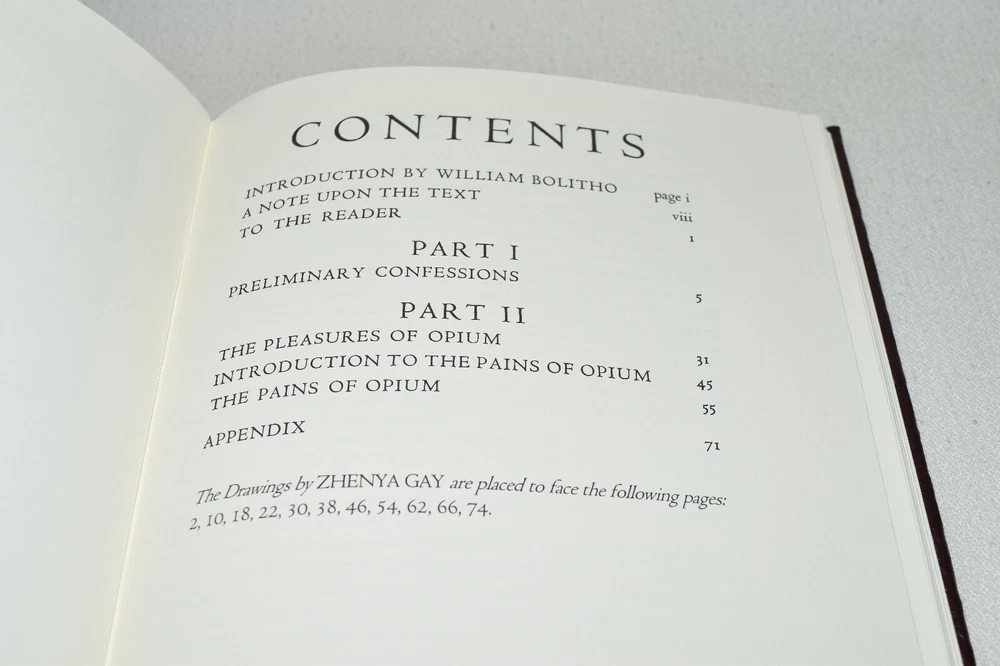 CONTENTS
INTRODUCTION BY WILLIAM BOLITHO page i
A NOTE UPON THE TEXT viii
TO THE READER 1
PART I
PRELIMINARY CONFESSIONS 5
PART II
THE PLEASURES OF OPIUM 31
INTRODUCTION TO THE PAINS OF OPIUM 45
THE PAINS OF OPIUM 55
APPENDIX 71
The Drawings by ZHENYA GAY are placed to face the following pages:
2, 10, 18, 22, 30, 38, 46, 54, 62, 66, 74.